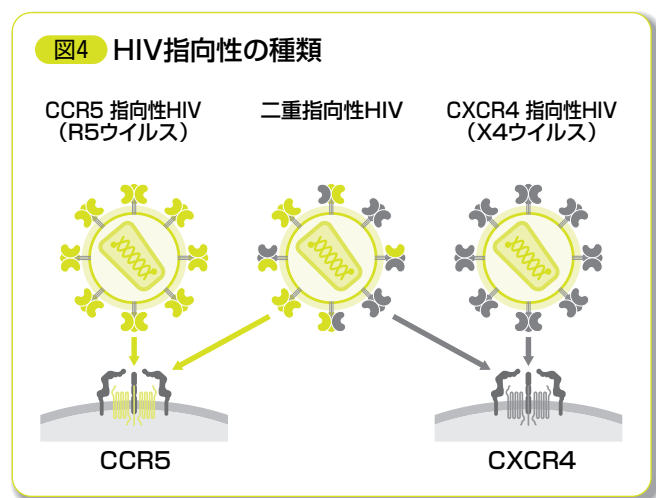 図4 HIV指向性の種類
CCR5 指向性HIV
（R5ウイルス）
二重指向性HIV
CXCR4 指向性HIV
（X4ウイルス）
CCR5
CXCR4